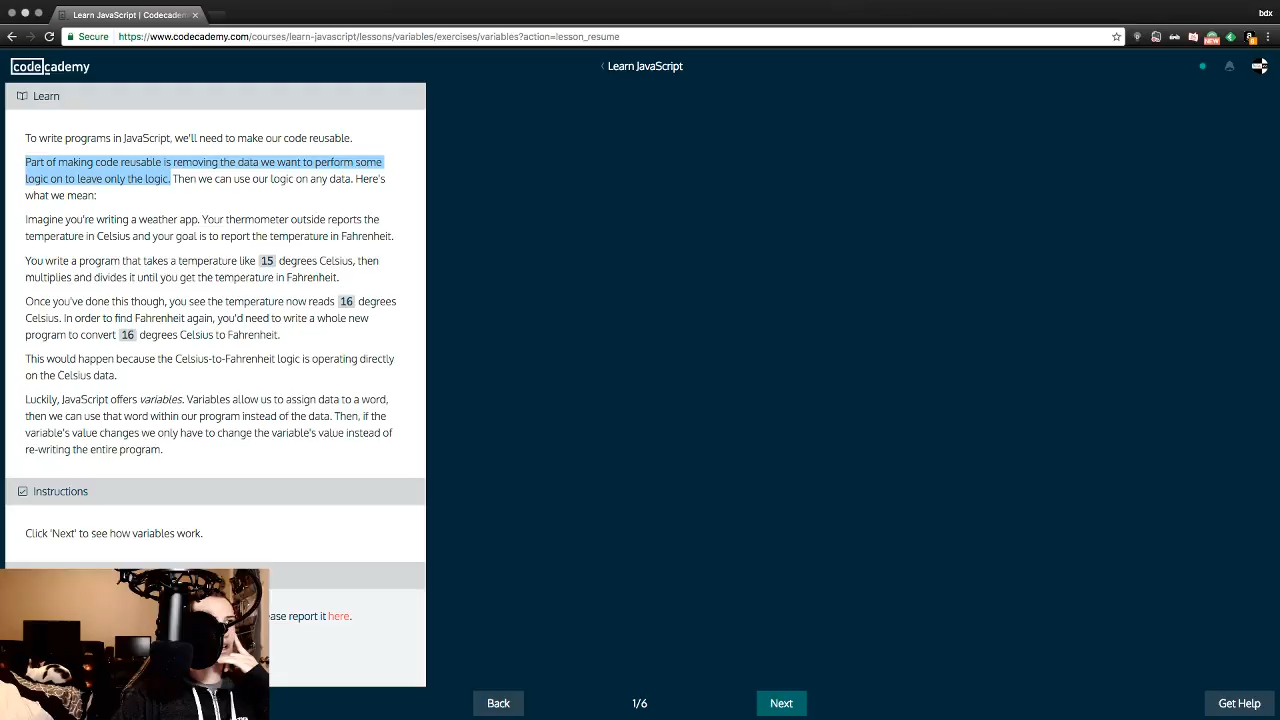 Learn JavaScript | Codecadem
bdx
Secure
https://www.codecademy.com/courses/learn-javascript/lessons/variables/exercises/variables?action=lesson_resume
NEW
codecademy
Learn JavaScript
Learn
To write programs in JavaScript, we'll need to make our code reusable.
Part of making code reusable is removing the data we want to perform some
logic on to leave only the logic. Then we can use our logic on any data. Here's
what we mean:
Imagine you're writing a weather app. Your thermometer outside reports the
temperature in Celsius and your goal is to report the temperature in Fahrenheit.
You write a program that takes a temperature like 15 degrees Celsius, then
multiplies and divides it until you get the temperature in Fahrenheit.
Once you've done this though, you see the temperature now reads 16 degrees
Celsius. In order to find Fahrenheit again, you'd need to write a whole new
program to convert 16 degrees Celsius to Fahrenheit.
This would happen because the Celsius-to-Fahrenheit logic is operating directly
on the Celsius data.
Luckily, JavaScript offers variables. Variables allow us to assign data to a word,
then we can use that word within our program instead of the data. Then, if the
variable's value changes we only have to change the variable's value instead of
re-writing the entire program.
Instructions
Click 'Next' to see how variables work.
ease report it here.
Back
1/6
Next
Get Help